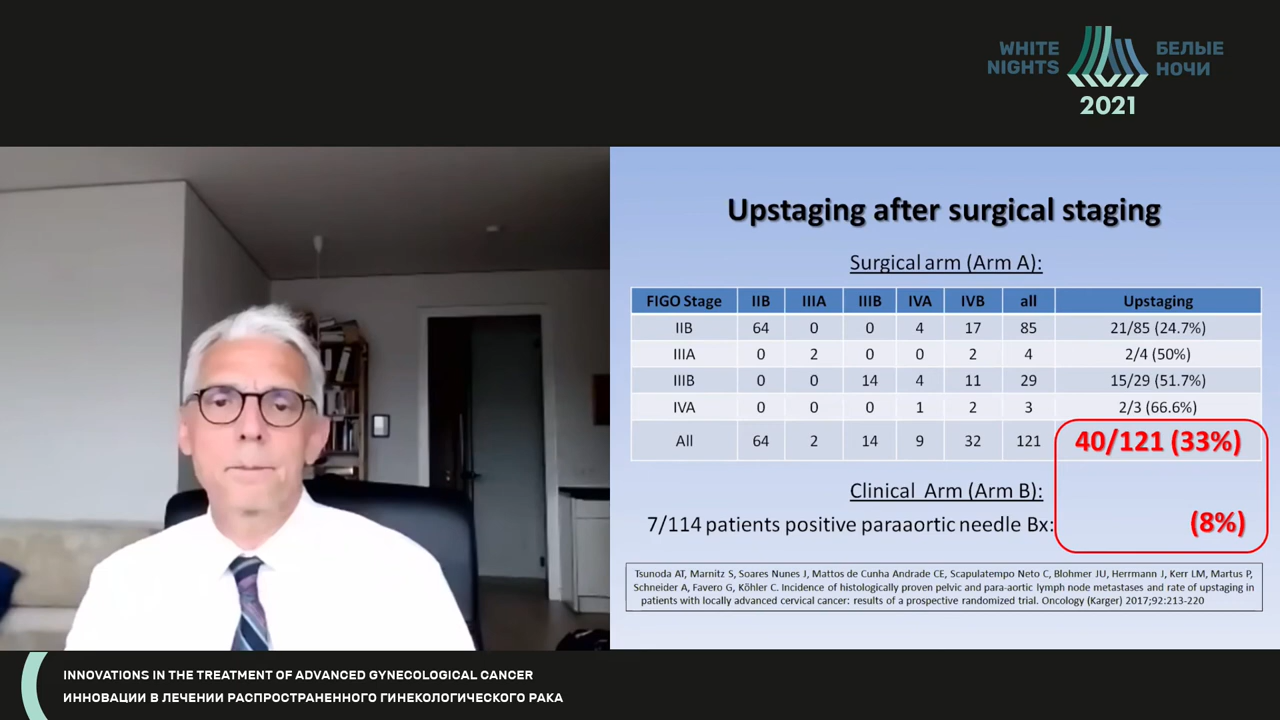 WHITE NIGHTS
БЕЛЫЕ НОЧИ
2021
Upstaging after surgical staging
Surgical arm (Arm A):
FIGO Stage IIB IIIA IIIB IVA IVB all Upstaging
IIB 64 0 0 4 17 85 21/85 (24.7%)
IIIA 0 2 0 0 2 4 2/4 (50%)
IIIB 0 0 14 4 11 29 15/29 (51.7%)
IVA 0 0 0 1 2 3 2/3 (66.6%)
All 64 2 14 9 32 121 40/121 (33%)
Clinical Arm (Arm B):
7/114 patients positive paraaortic needle Bx: (8%)
Tsunoda AT, Marnitz S, Soares Nunes J, Mattos de Cunha Andrade CE, Scapulatempo Neto C, Blohmer JU, Herrmann J, Kerr LM, Martus P,
Schneider A, Favero G, Köhler C. Incidence of histologically proven pelvic and para-aortic lymph node metastases and rate of upstaging in
patients with locally advanced cervical cancer: results of a prospective randomized trial. Oncology (Karger) 2017;92:213-220
INNOVATIONS IN THE TREATMENT OF ADVANCED GYNECOLOGICAL CANCER
ИННОВАЦИИ В ЛЕЧЕНИИ РАСПРОСТРАНЕННОГО ГИНЕКОЛОГИЧЕСКОГО РАКА